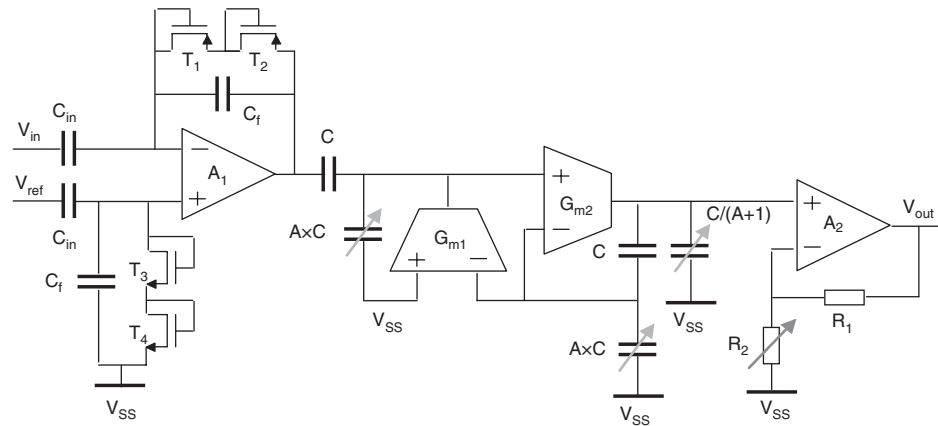 T1
T2
Cf
Cin
Vin
A1
−
+
Vref
Cin
Cf
T3
T4
VSS
C
A×C
Gm1
+
−
VSS
+
−
Gm2
C
C/(A+1)
VSS
A×C
VSS
+
−
A2
Vout
R1
R2
VSS